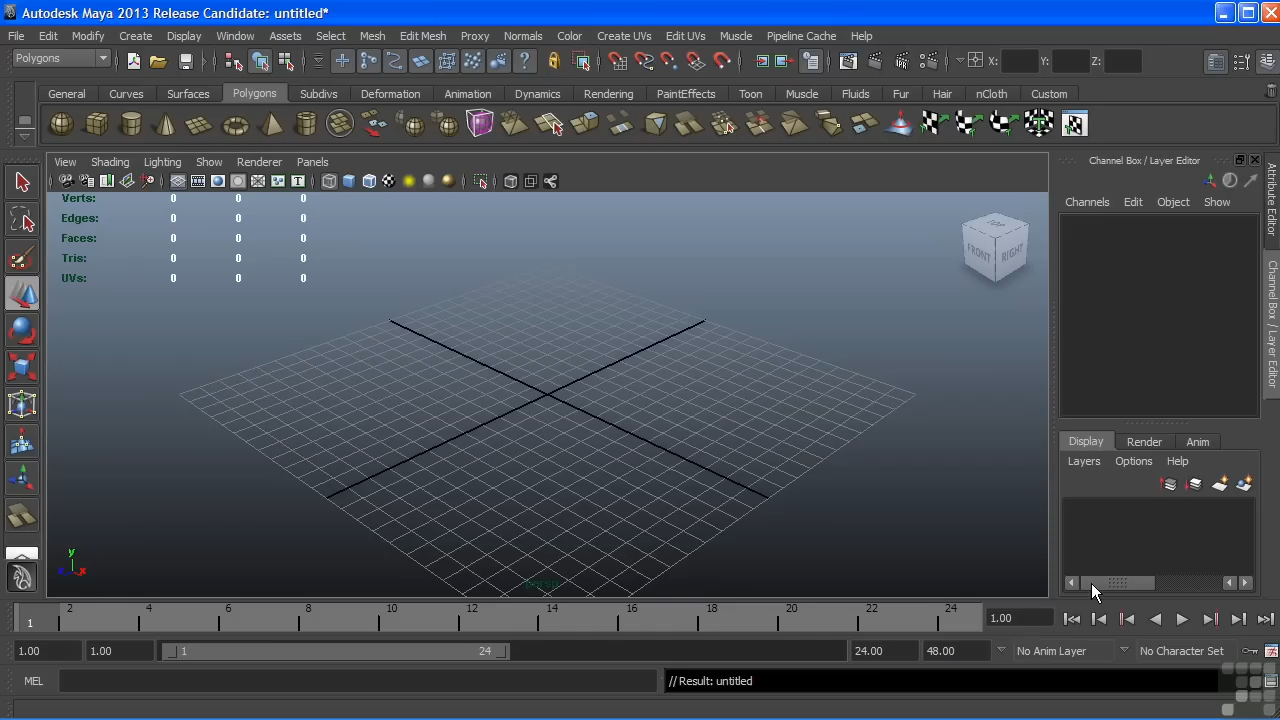 Autodesk Maya 2013 Release Candidate: untitled*
File Edit Modify Create Display Window Assets Select Mesh Edit Mesh Proxy Normals Color Create UVs Edit UVs Muscle Pipeline Cache Help
Polygons X: Y: Z:
General Curves Surfaces Polygons Subdivs Deformation Animation Dynamics Rendering PaintEffects Toon Muscle Fluids Fur Hair nCloth Custom
View Shading Lighting Show Renderer Panels
Channel Box / Layer Editor
Channels Edit Object Show
Verts: 0 0 0
Edges: 0 0 0
Faces: 0 0 0
Tris: 0 0 0
UVs: 0 0 0
TOP
FRONT RIGHT
Attribute Editor
Channel Box / Layer Editor
Display Render Anim
Layers Options Help
y
x
persp
2 4 6 8 10 12 14 16 18 20 22 24
1
1.00
1.00 1.00 1 24 24.00 48.00 No Anim Layer No Character Set
MEL // Result: untitled